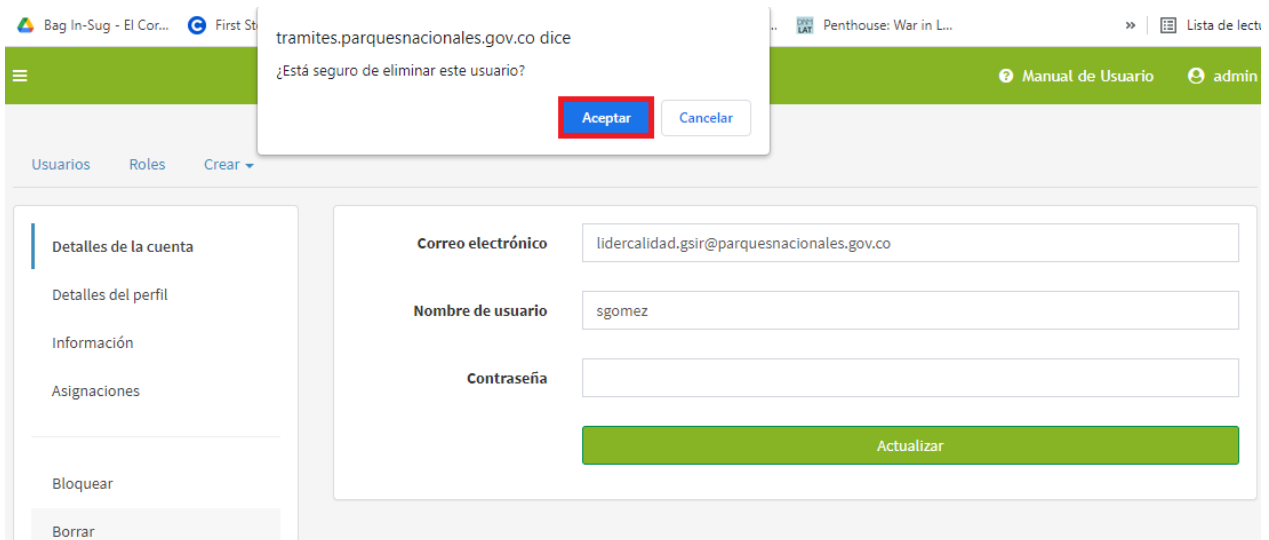 Bag In-Sug - El Cor...
First St
..
Penthouse: War in L...
»
Lista de lectu
tramites.parquesnacionales.gov.co dice
¿Está seguro de eliminar este usuario?
Aceptar
Cancelar
Manual de Usuario
admin
Usuarios
Roles
Crear
Detalles de la cuenta
Detalles del perfil
Información
Asignaciones
Bloquear
Borrar
Correo electrónico
lidercalidad.gsir@parquesnacionales.gov.co
Nombre de usuario
sgomez
Contraseña
Actualizar